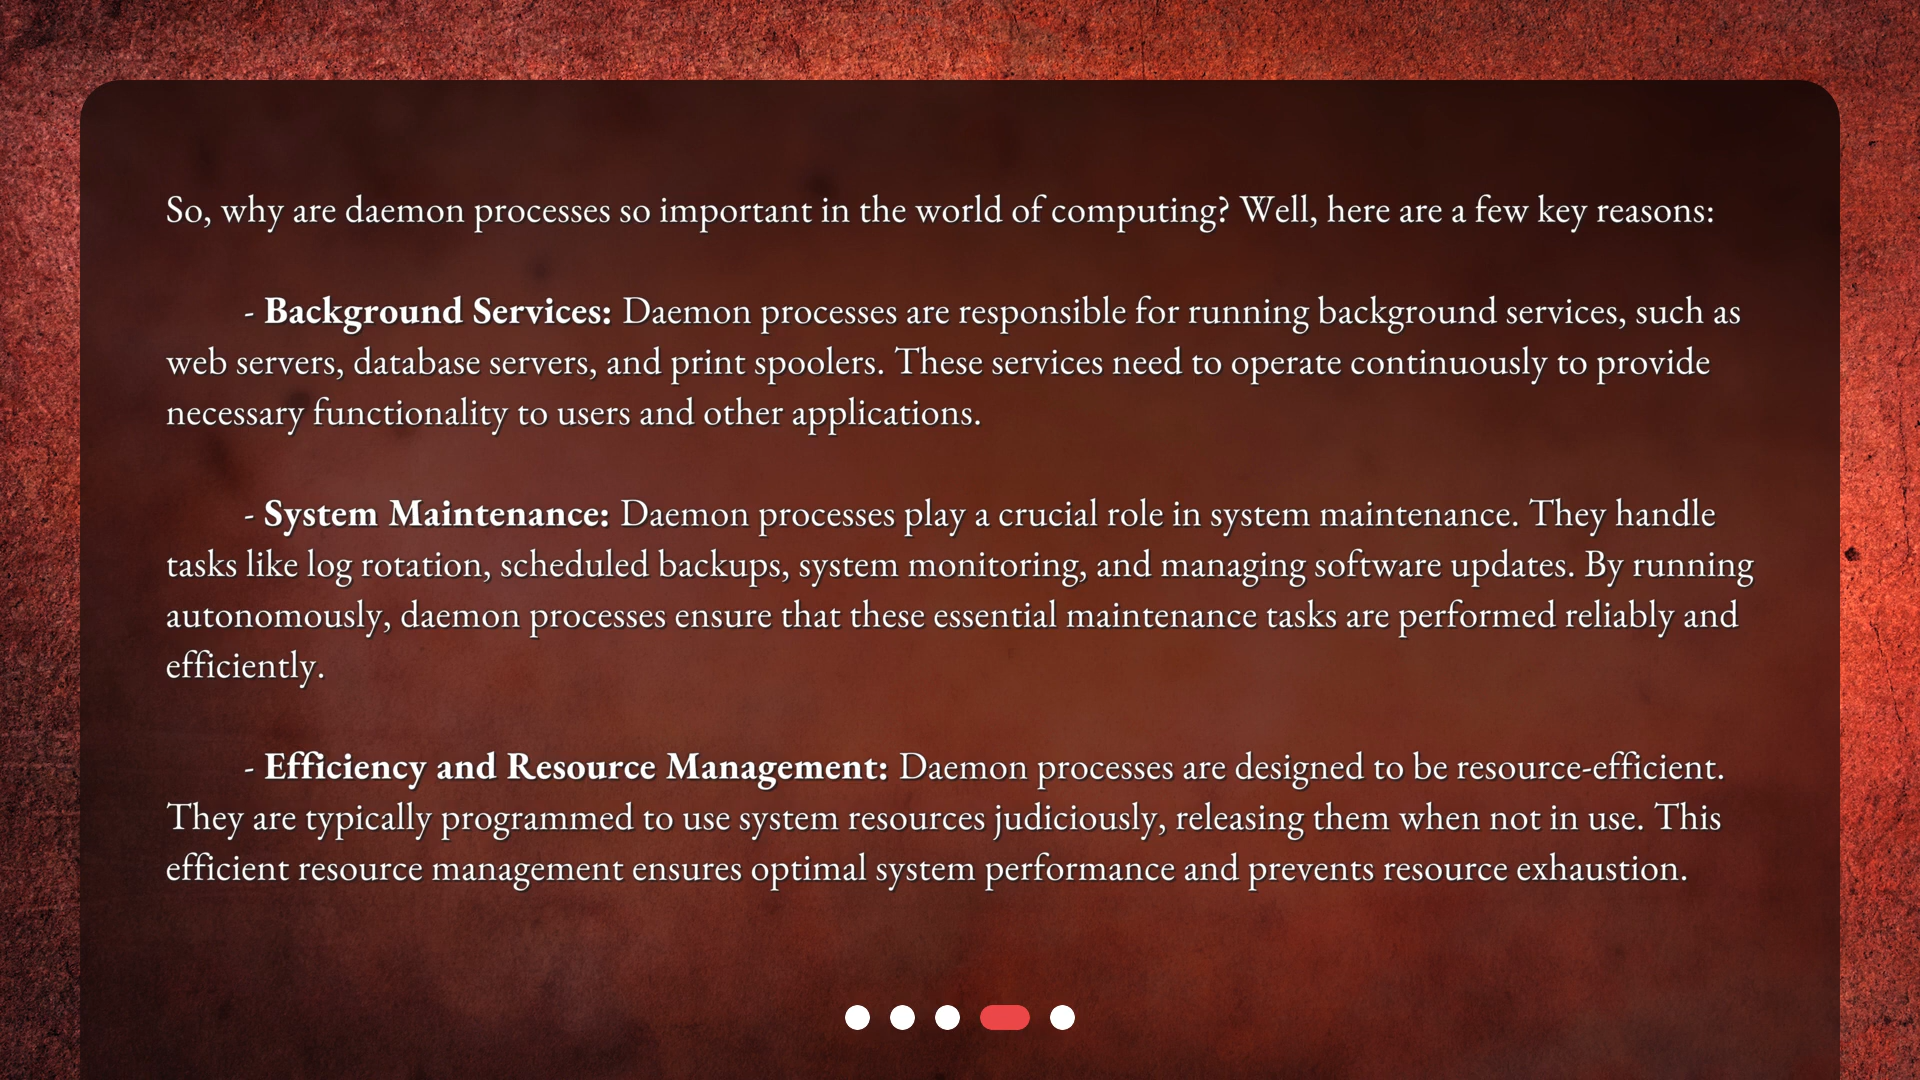 So, why are daemon processes so important in the world of computing? Well, here are a few key reasons:
- Background Services: Daemon processes are responsible for running background services, such as
web servers, database servers, and print spoolers. These services need to operate continuously to provide
necessary functionality to users and other applications.
- System Maintenance: Daemon processes play a crucial role in system maintenance. They handle
tasks like log rotation, scheduled backups, system monitoring, and managing software updates. By running
autonomously, daemon processes ensure that these essential maintenance tasks are performed reliably and
efficiently.
- Efficiency and Resource Management: Daemon processes are designed to be resource-efficient.
They are typically programmed to use system resources judiciously, releasing them when not in use. This
efficient resource management ensures optimal system performance and prevents resource exhaustion.